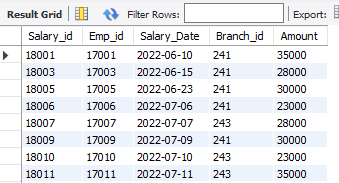 Result Grid Filter Rows: Export:
Salary_id Emp_id Salary_Date Branch_id Amount
18001 17001 2022-06-10 241 35000
18003 17003 2022-06-15 241 28000
18005 17005 2022-06-23 241 30000
18006 17006 2022-07-06 241 23000
18007 17007 2022-07-07 243 28000
18009 17009 2022-07-09 241 30000
18010 17010 2022-07-10 243 23000
18011 17011 2022-07-11 243 35000